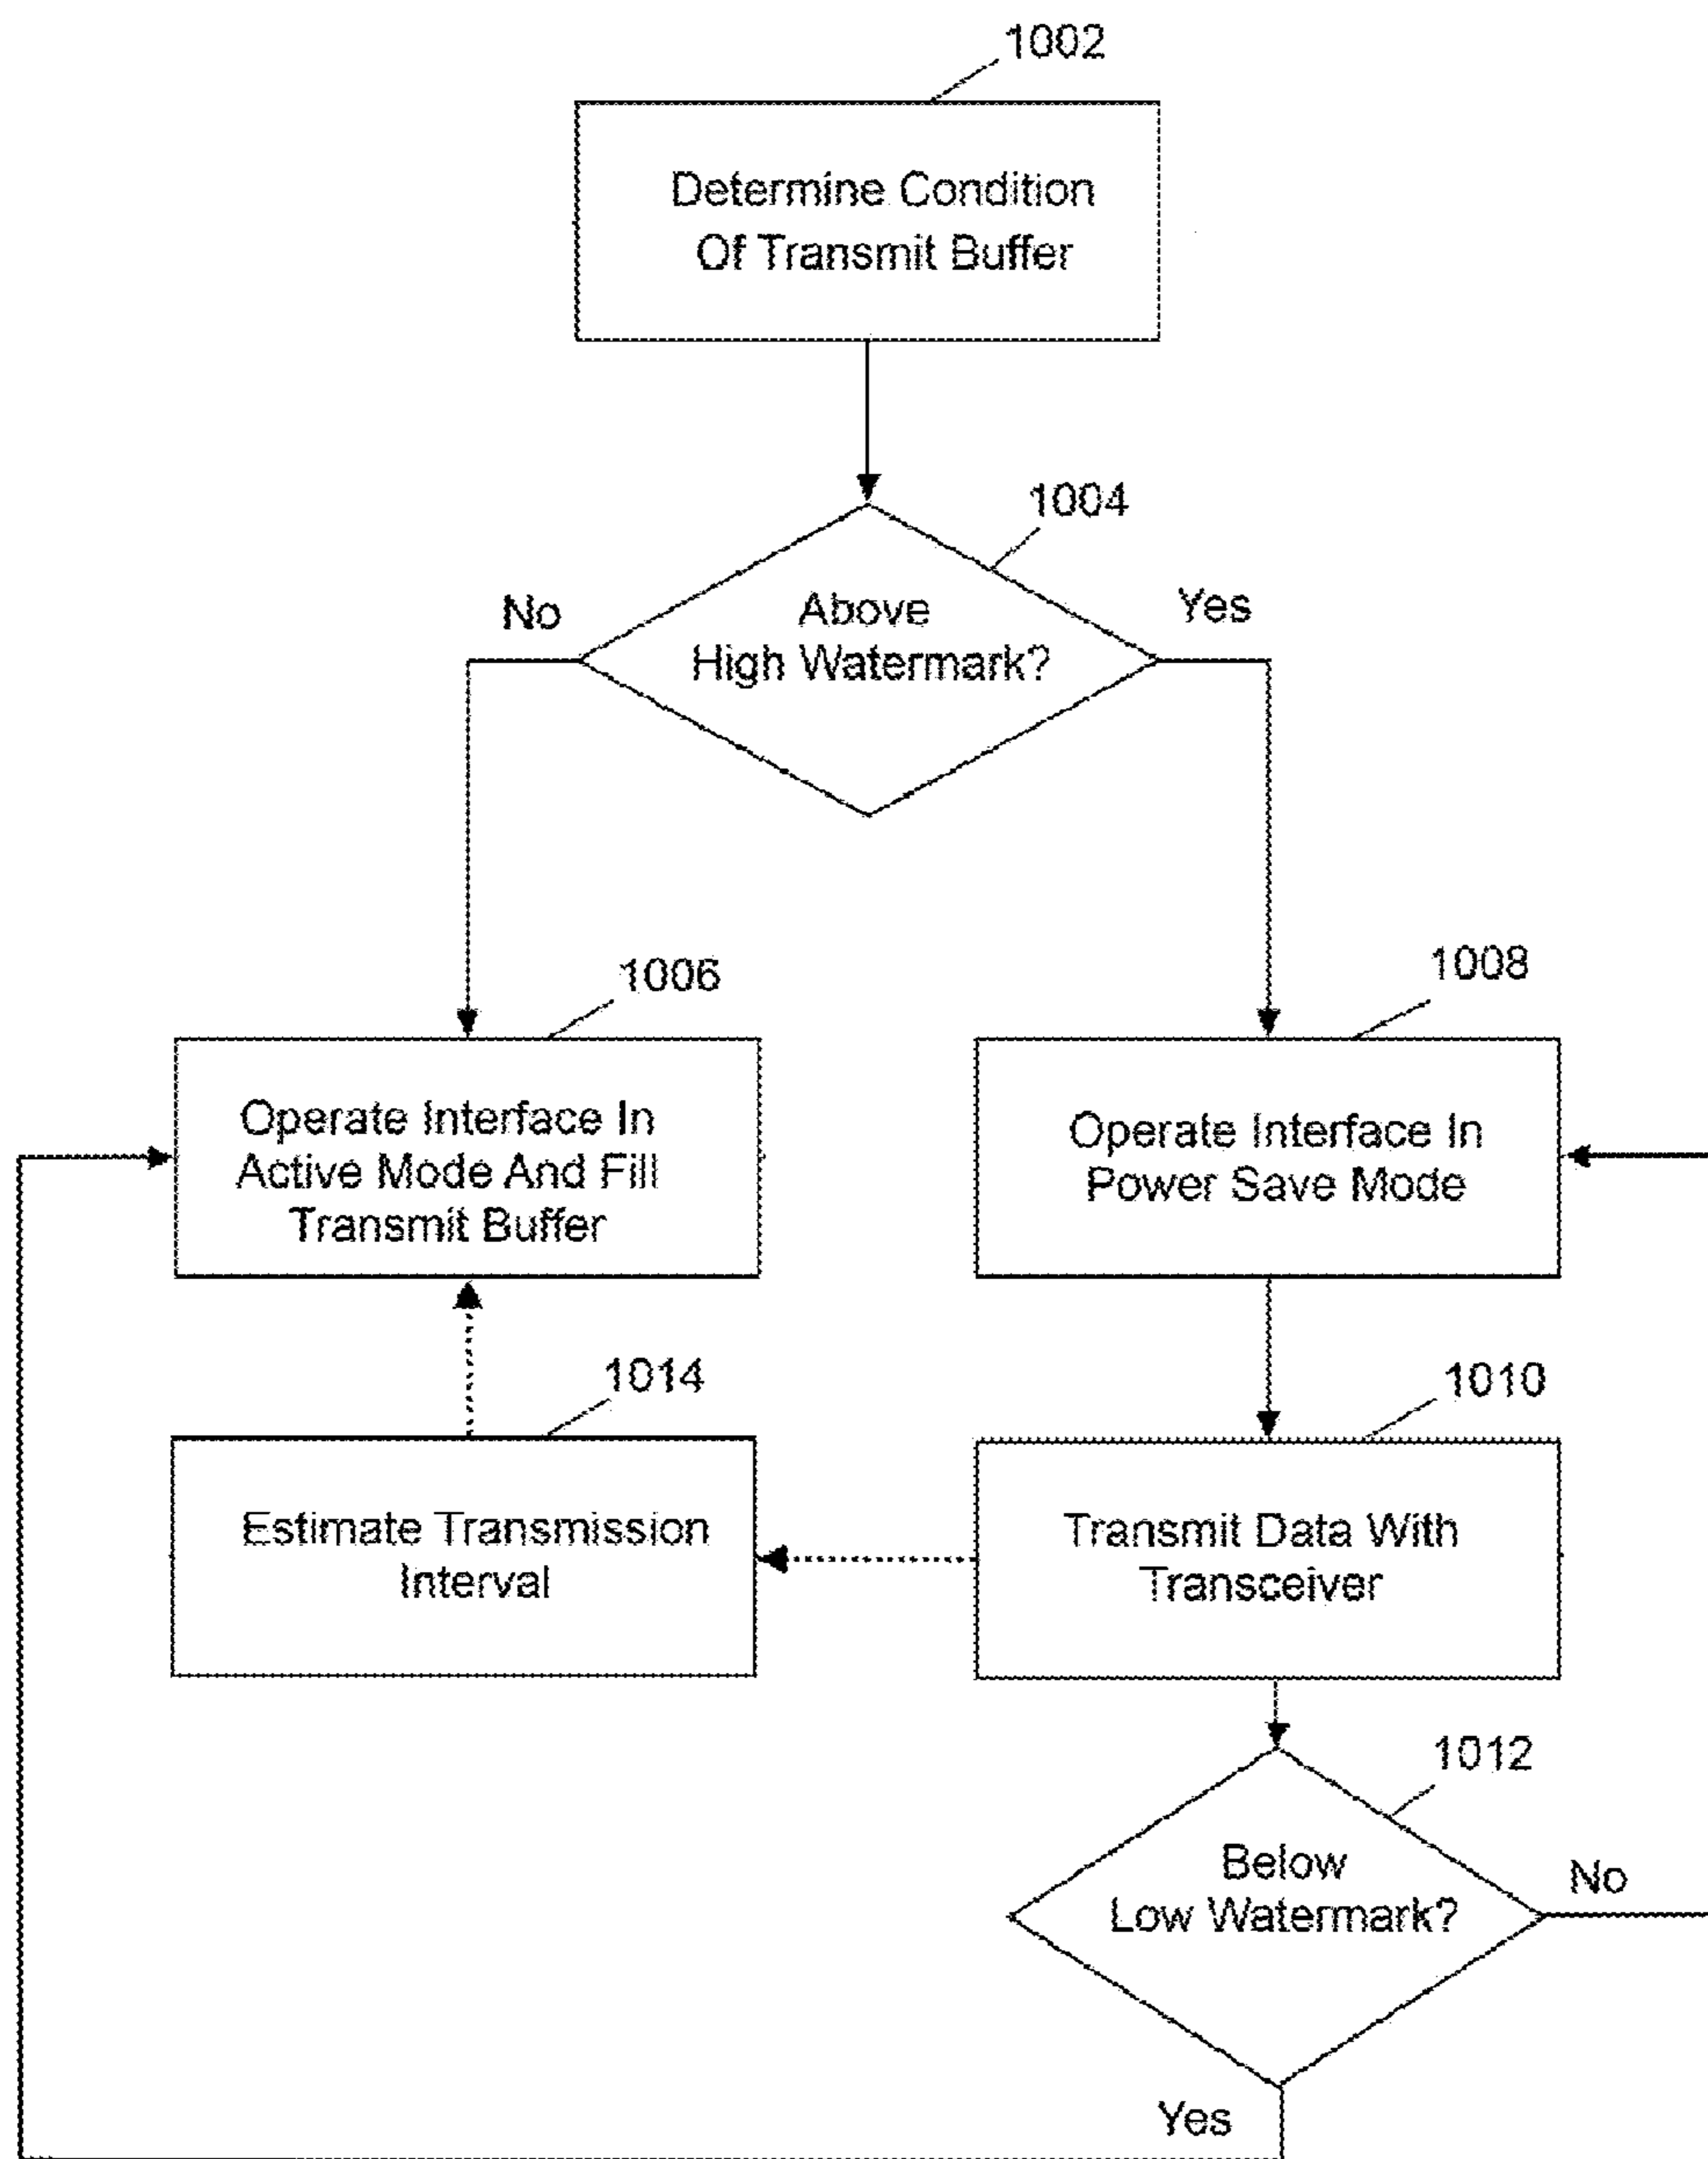 1002
Determine Condition
Of Transmit Buffer
1004
No
Above
High Watermark?
Yes
1006
1008
Operate Interface In
Active Mode And Fill
Transmit Buffer
Operate Interface In
Power Save Mode
1014
1010
Estimate Transmission
Interval
Transmit Data With
Transceiver
1012
Below
Low Watermark?
No
Yes